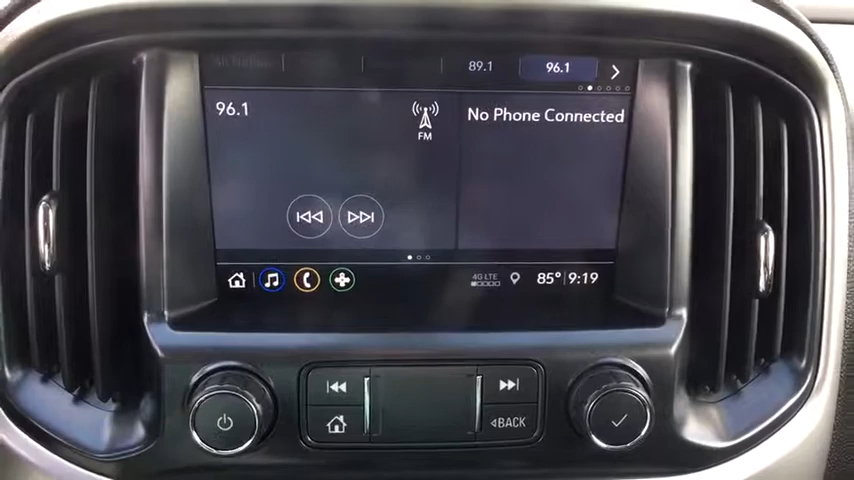 89.1 96.1
96.1
FM
No Phone Connected
4G LTE
85° 9:19
BACK